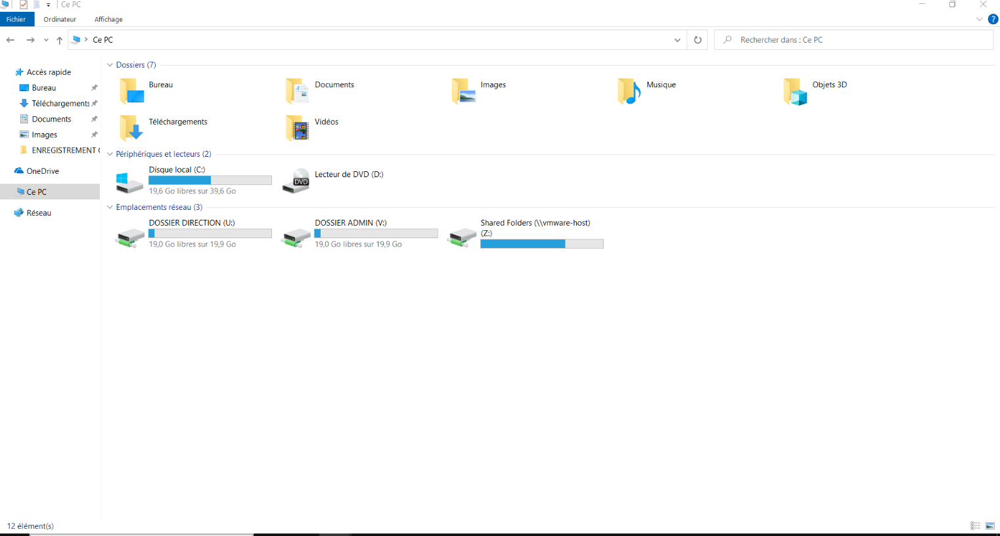 Ce PC
Fichier
Ordinateur
Affichage
?
Ce PC
Rechercher dans : Ce PC
Accès rapide
Bureau
Téléchargements
Documents
Images
ENREGISTREMENT
OneDrive
Ce PC
Réseau
Dossiers (7)
Bureau
Documents
Images
Musique
Objets 3D
Téléchargements
Vidéos
Périphériques et lecteurs (2)
Disque local (C:)
19,6 Go libres sur 39,6 Go
DVD
Lecteur de DVD (D:)
Emplacements réseau (3)
DOSSIER DIRECTION (U:)
19,0 Go libres sur 19,9 Go
DOSSIER ADMIN (V:)
19,0 Go libres sur 19,9 Go
Shared Folders (\\vmware-host)
(Z:)
12 élément(s)